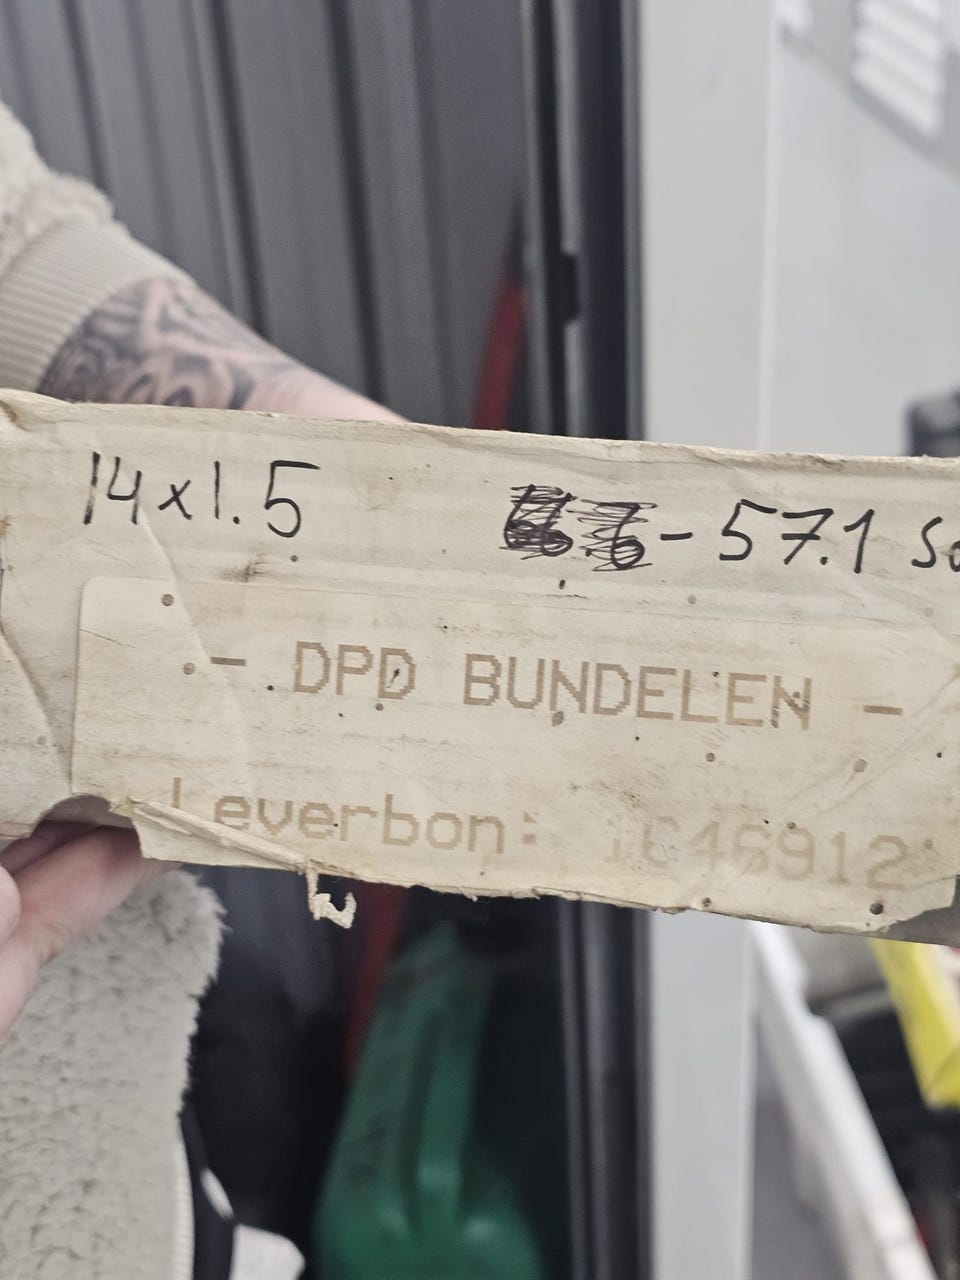 14x1.5 - 57.1
- DPD BUNDELEN -
Leverbon: